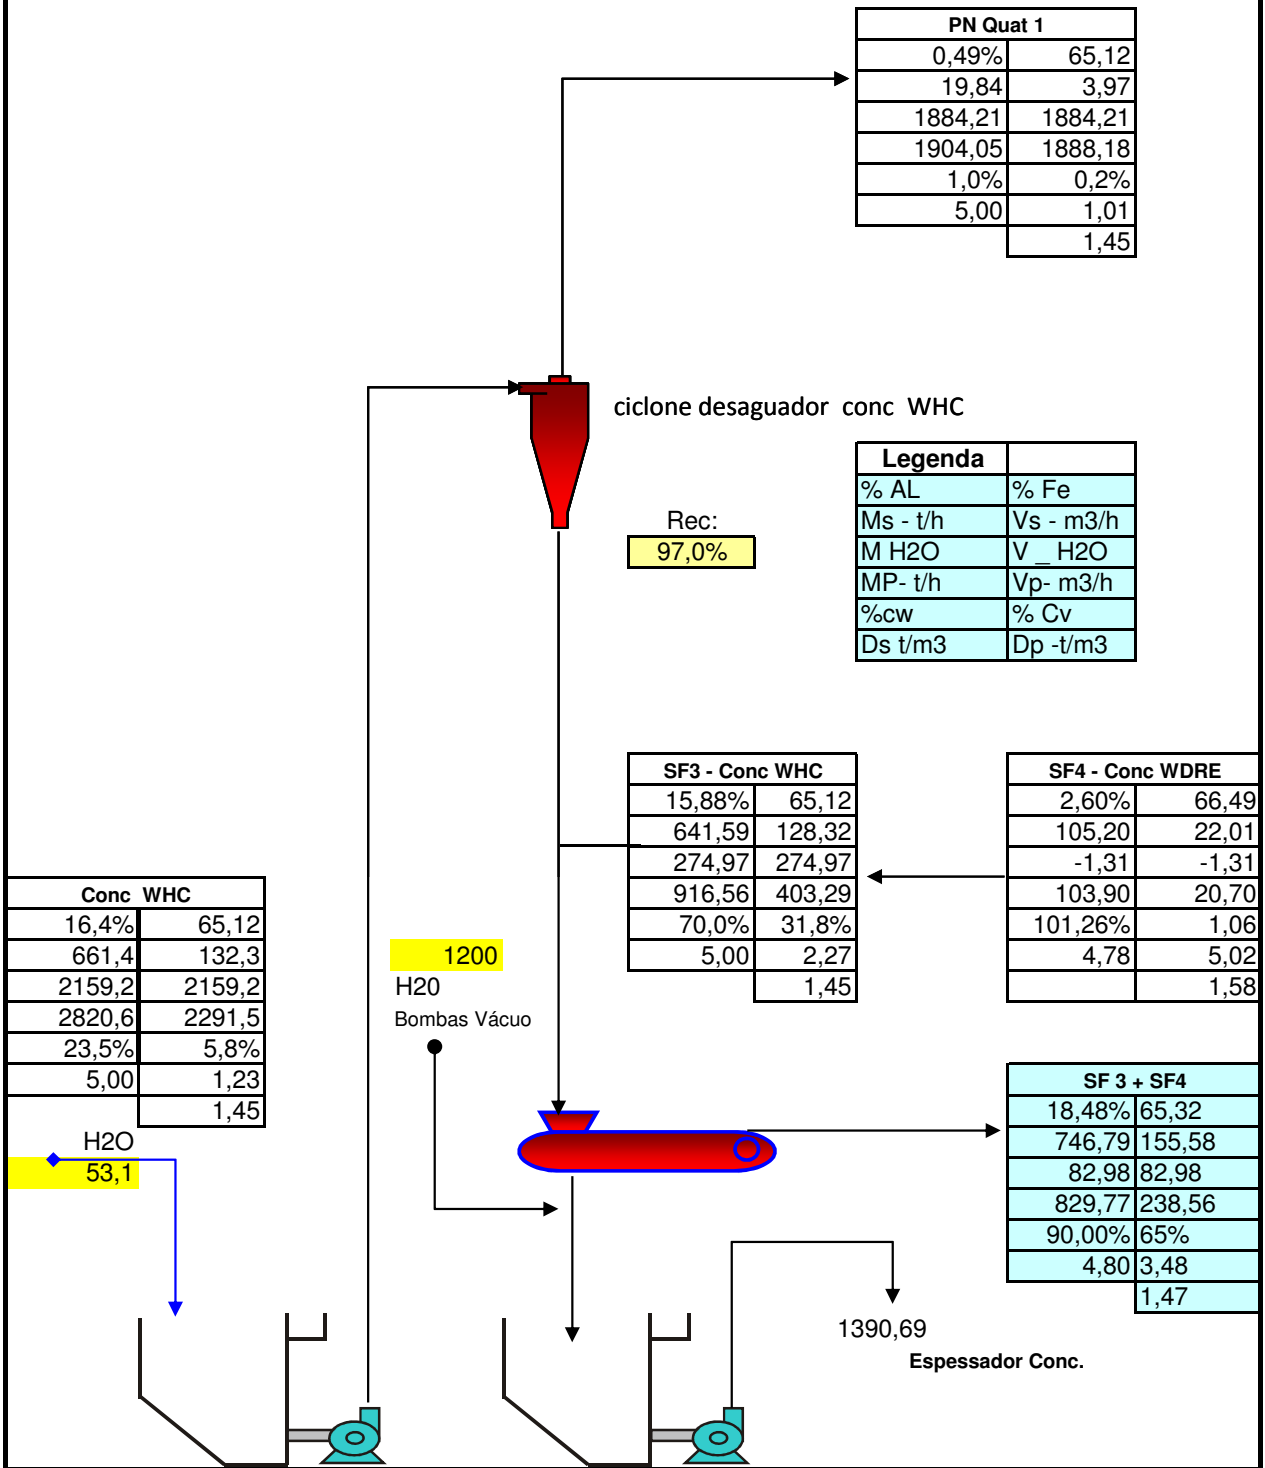 PN Quat 1
0,49% 65,12
19,84 3,97
1884,21 1884,21
1904,05 1888,18
1,0% 0,2%
5,00 1,01
1,45
ciclone desaguador conc WHC
Rec:
97,0%
Legenda
% AL % Fe
Ms - t/h Vs - m3/h
M H2O V _ H2O
MP- t/h Vp- m3/h
%cw % Cv
Ds t/m3 Dp -t/m3
SF3 - Conc WHC
15,88% 65,12
641,59 128,32
274,97 274,97
916,56 403,29
70,0% 31,8%
5,00 2,27
1,45
SF4 - Conc WDRE
2,60% 66,49
105,20 22,01
-1,31 -1,31
103,90 20,70
101,26% 1,06
4,78 5,02
1,58
Conc WHC
16,4% 65,12
661,4 132,3
2159,2 2159,2
2820,6 2291,5
23,5% 5,8%
5,00 1,23
1,45
H2O
53,1
1200
H20
Bombas Vácuo
SF 3 + SF4
18,48% 65,32
746,79 155,58
82,98 82,98
829,77 238,56
90,00% 65%
4,80 3,48
1,47
1390,69
Espessador Conc.